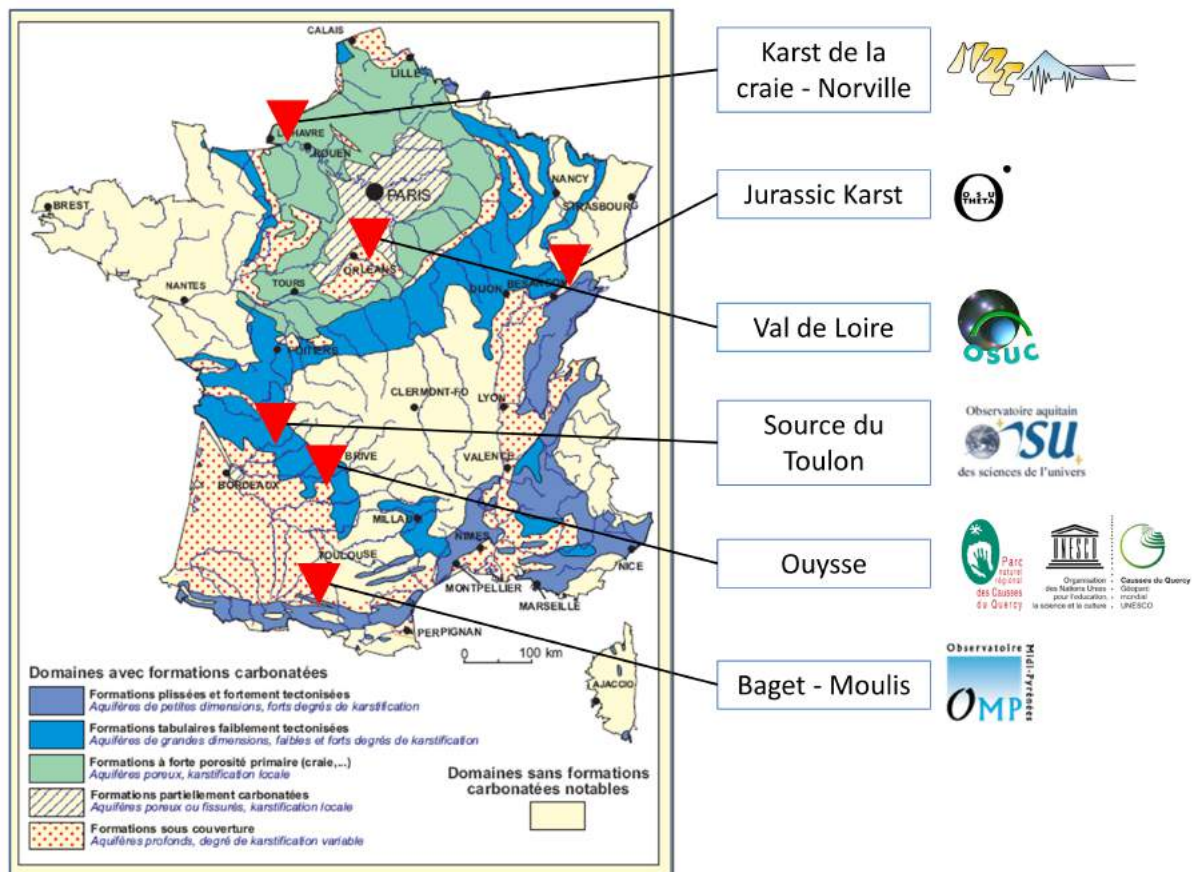 CALAIS
LILLE
LE HAVRE
ROUEN
PARIS
NANCY
STRASBOURG
BREST
ORLEANS
NANTES
TOURS
DIJON
BESANCON
POITIERS
CLERMONT-FD
LYON
BRIVE
VALENCE
BORDEAUX
MILLAU
NIMES
TOULOUSE
NICE
MONTPELLIER
MARSEILLE
PERPIGNAN
0 100 km
AJACCIO
Domaines avec formations carbonatées
Formations plissées et fortement tectonisées
Aquifères de petites dimensions, forts degrés de karstification
Formations tabulaires faiblement tectonisées
Aquifères de grandes dimensions, faibles et forts degrés de karstification
Formations à forte porosité primaire (craie,...)
Aquifères poreux, karstification locale
Formations partiellement carbonatées
Aquifères poreux ou fissurés, karstification locale
Formations sous couverture
Aquifères profonds, degré de karstification variable
Domaines sans formations
carbonatées notables
Karst de la
craie - Norville
M2C
Jurassic Karst
OSU
THETA
Val de Loire
OSUC
Source du
Toulon
Observatoire aquitain
OSU
des sciences de l'univers
Ouysse
Parc
naturel
régional
des Causses
du Quercy
UNESCO
Organisation
des Nations Unies
pour l'éducation,
la science et la culture
Causses du Quercy
Géoparc
mondial
UNESCO
Baget - Moulis
Observatoire
Midi-Pyrénées
OMP